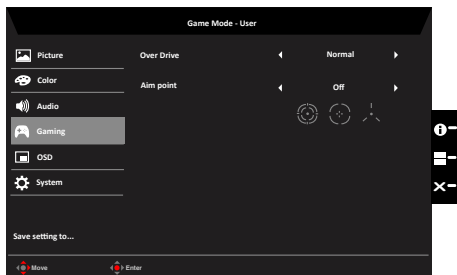 Game Mode - User
Picture
Over Drive Normal
Color
Aim point Off
Audio
Gaming
OSD
System
Save setting to...
Move Enter